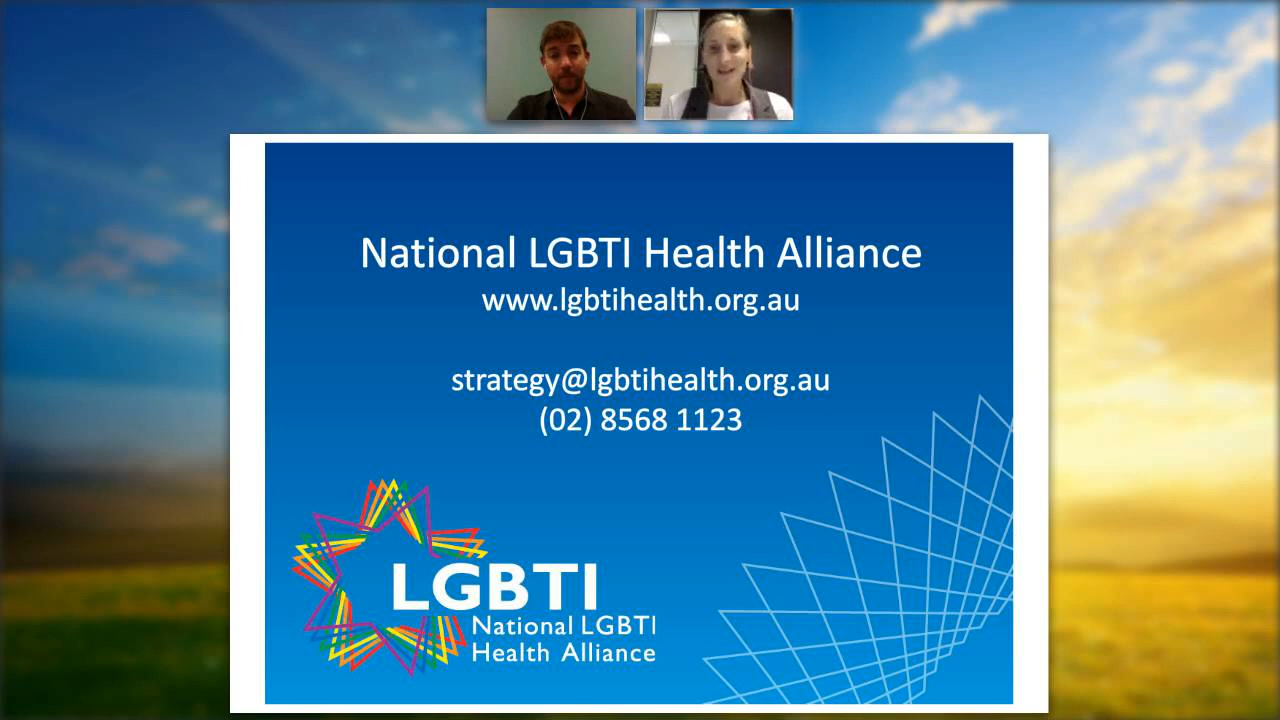 National LGBTI Health Alliance
www.lgbtihealth.org.au
strategy@lgbtihealth.org.au
(02) 8568 1123
LGBTI
National LGBTI
Health Alliance